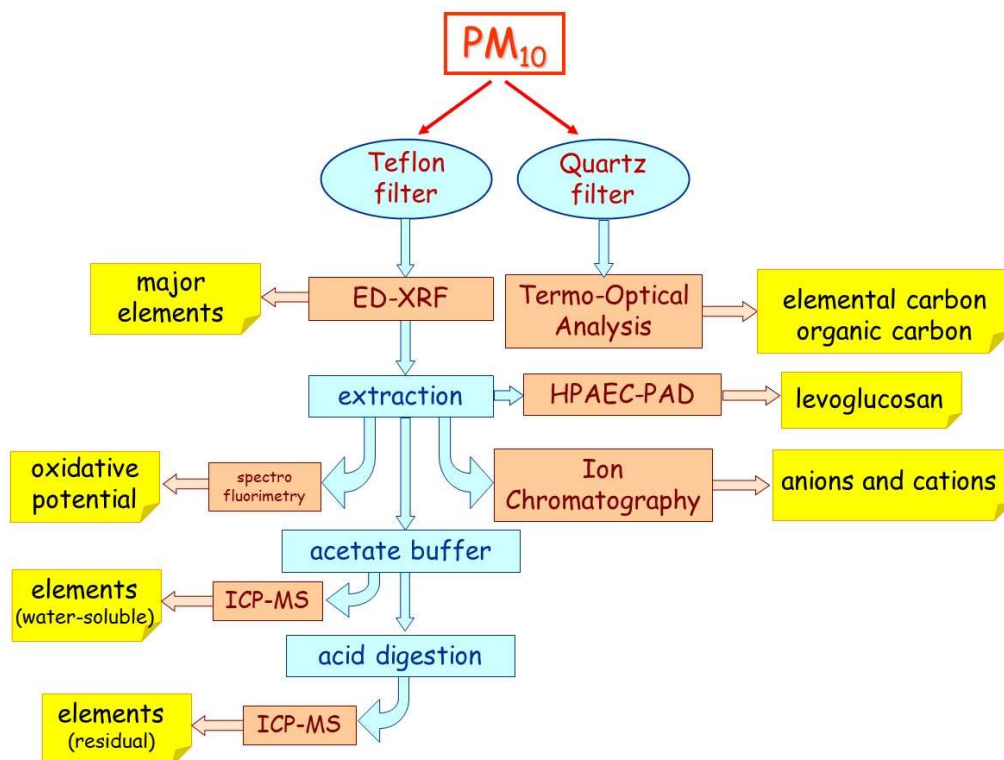 PM10
Teflon
filter
Quartz
filter
major
elements
ED-XRF
Termo-Optical
Analysis
elemental carbon
organic carbon
extraction
HPAEC-PAD
levoglucosan
oxidative
potential
spectro
fluorimetry
Ion
Chromatography
anions and cations
acetate buffer
elements
(water-soluble)
ICP-MS
acid digestion
elements
(residual)
ICP-MS